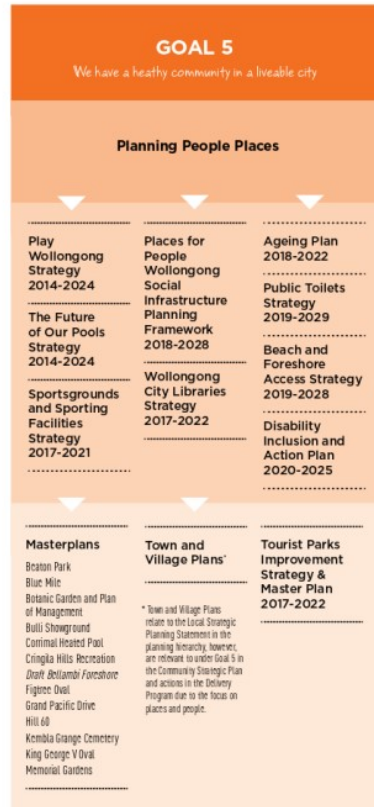 GOAL 5
We have a heathy community in a liveable city
Planning People Places
Play
Wollongong
Strategy
2014-2024
The Future
of Our Pools
Strategy
2014-2024
Sportsgrounds
and Sporting
Facilities
Strategy
2017-2021
Places for
People
Wollongong
Social
Infrastructure
Planning
Framework
2018-2028
Wollongong
City Libraries
Strategy
2017-2022
Ageing Plan
2018-2022
Public Toilets
Strategy
2019-2029
Beach and
Foreshore
Access Strategy
2019-2028
Disability
Inclusion and
Action Plan
2020-2025
Masterplans
Beaton Park
Blue Mile
Botanic Garden and Plan
of Management
Bulli Showground
Corrimal Heated Pool
Cringila Hills Recreation
Draft Bellambi Foreshore
Figtree Oval
Grand Pacific Drive
Hill 60
Kembla Grange Cemetery
King George V Oval
Memorial Gardens
Town and
Village Plans*
* Town and Village Plans
relate to the Local Strategic
Planning Statement in the
planning hierarchy, however,
are relevant to under Goal 5 in
the Community Strategic Plan
and actions in the Delivery
Program due to the focus on
places and people.
Tourist Parks
Improvement
Strategy &
Master Plan
2017-2022